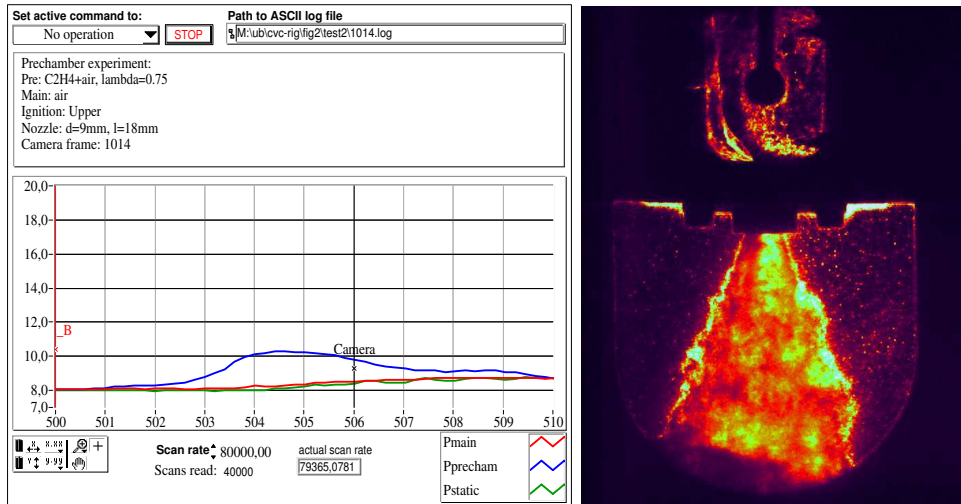 Set active command to:
Path to ASCII log file
No operation
STOP
M:\ub\cvc-rig\fig2\test2\1014.log
Prechamber experiment:
Pre: C2H4+air, lambda=0.75
Main: air
Ignition: Upper
Nozzle: d=9mm, l=18mm
Camera frame: 1014
20,0
18,0
16,0
14,0
12,0
_B
10,0
Camera
8,0
7,0
500 501 502 503 504 505 506 507 508 509 510
x x.xx
Y y.yy
Scan rate 80000,00
Scans read: 40000
actual scan rate
79365,0781
Pmain
Pprecham
Pstatic